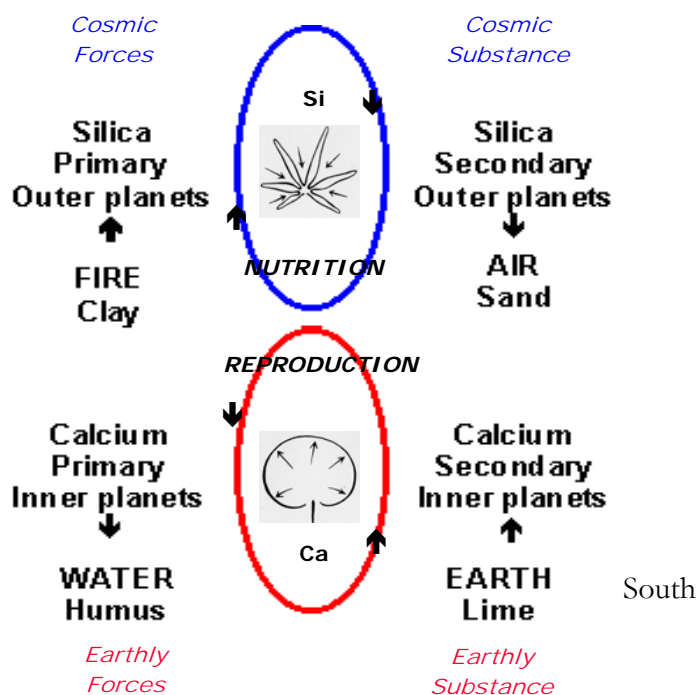 Cosmic
Forces
Cosmic
Substance
Si
Silica
Primary
Outer planets
Silica
Secondary
Outer planets
NUTRITION
FIRE
Clay
AIR
Sand
REPRODUCTION
Calcium
Primary
Inner planets
Calcium
Secondary
Inner planets
Ca
WATER
Humus
EARTH
Lime
South
Earthly
Forces
Earthly
Substance